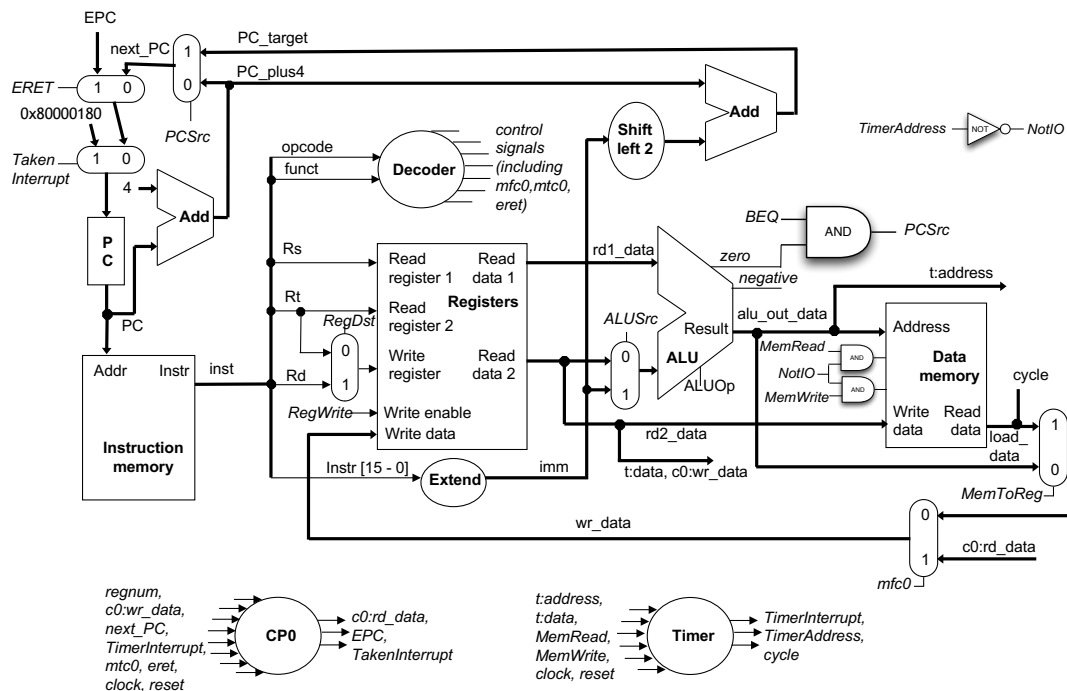 EPC
next_PC
PC_target
1
0
PC_plus4
ERET
1 0
0x80000180
PCSrc
Taken
Interrupt
1 0
4
Add
P
C
PC
Add
Shift
left 2
TimerAddress
NOT
NotIO
opcode
funct
Decoder
control
signals
(including
mfc0,mtc0,
eret)
BEQ
AND
PCSrc
zero
negative
Rs
Rt
Rd
RegDst
0
1
RegWrite
Read
register 1
Read
data 1
Registers
Read
register 2
Write
register
Read
data 2
Write enable
Write data
rd1_data
ALUSrc
0
1
Result
ALU
ALUOp
alu_out_data
t:address
Address
MemRead
AND
NotIO
AND
MemWrite
Data
memory
Write
data
Read
data
cycle
load_
data
1
0
MemToReg
Addr
Instr
inst
Instruction
memory
Instr [15 - 0]
Extend
imm
rd2_data
t:data, c0:wr_data
wr_data
0
1
c0:rd_data
mfc0
regnum,
c0:wr_data,
next_PC,
TimerInterrupt,
mtc0, eret,
clock, reset
CP0
c0:rd_data,
EPC,
TakenInterrupt
t:address,
t:data,
MemRead,
MemWrite,
clock, reset
Timer
TimerInterrupt,
TimerAddress,
cycle